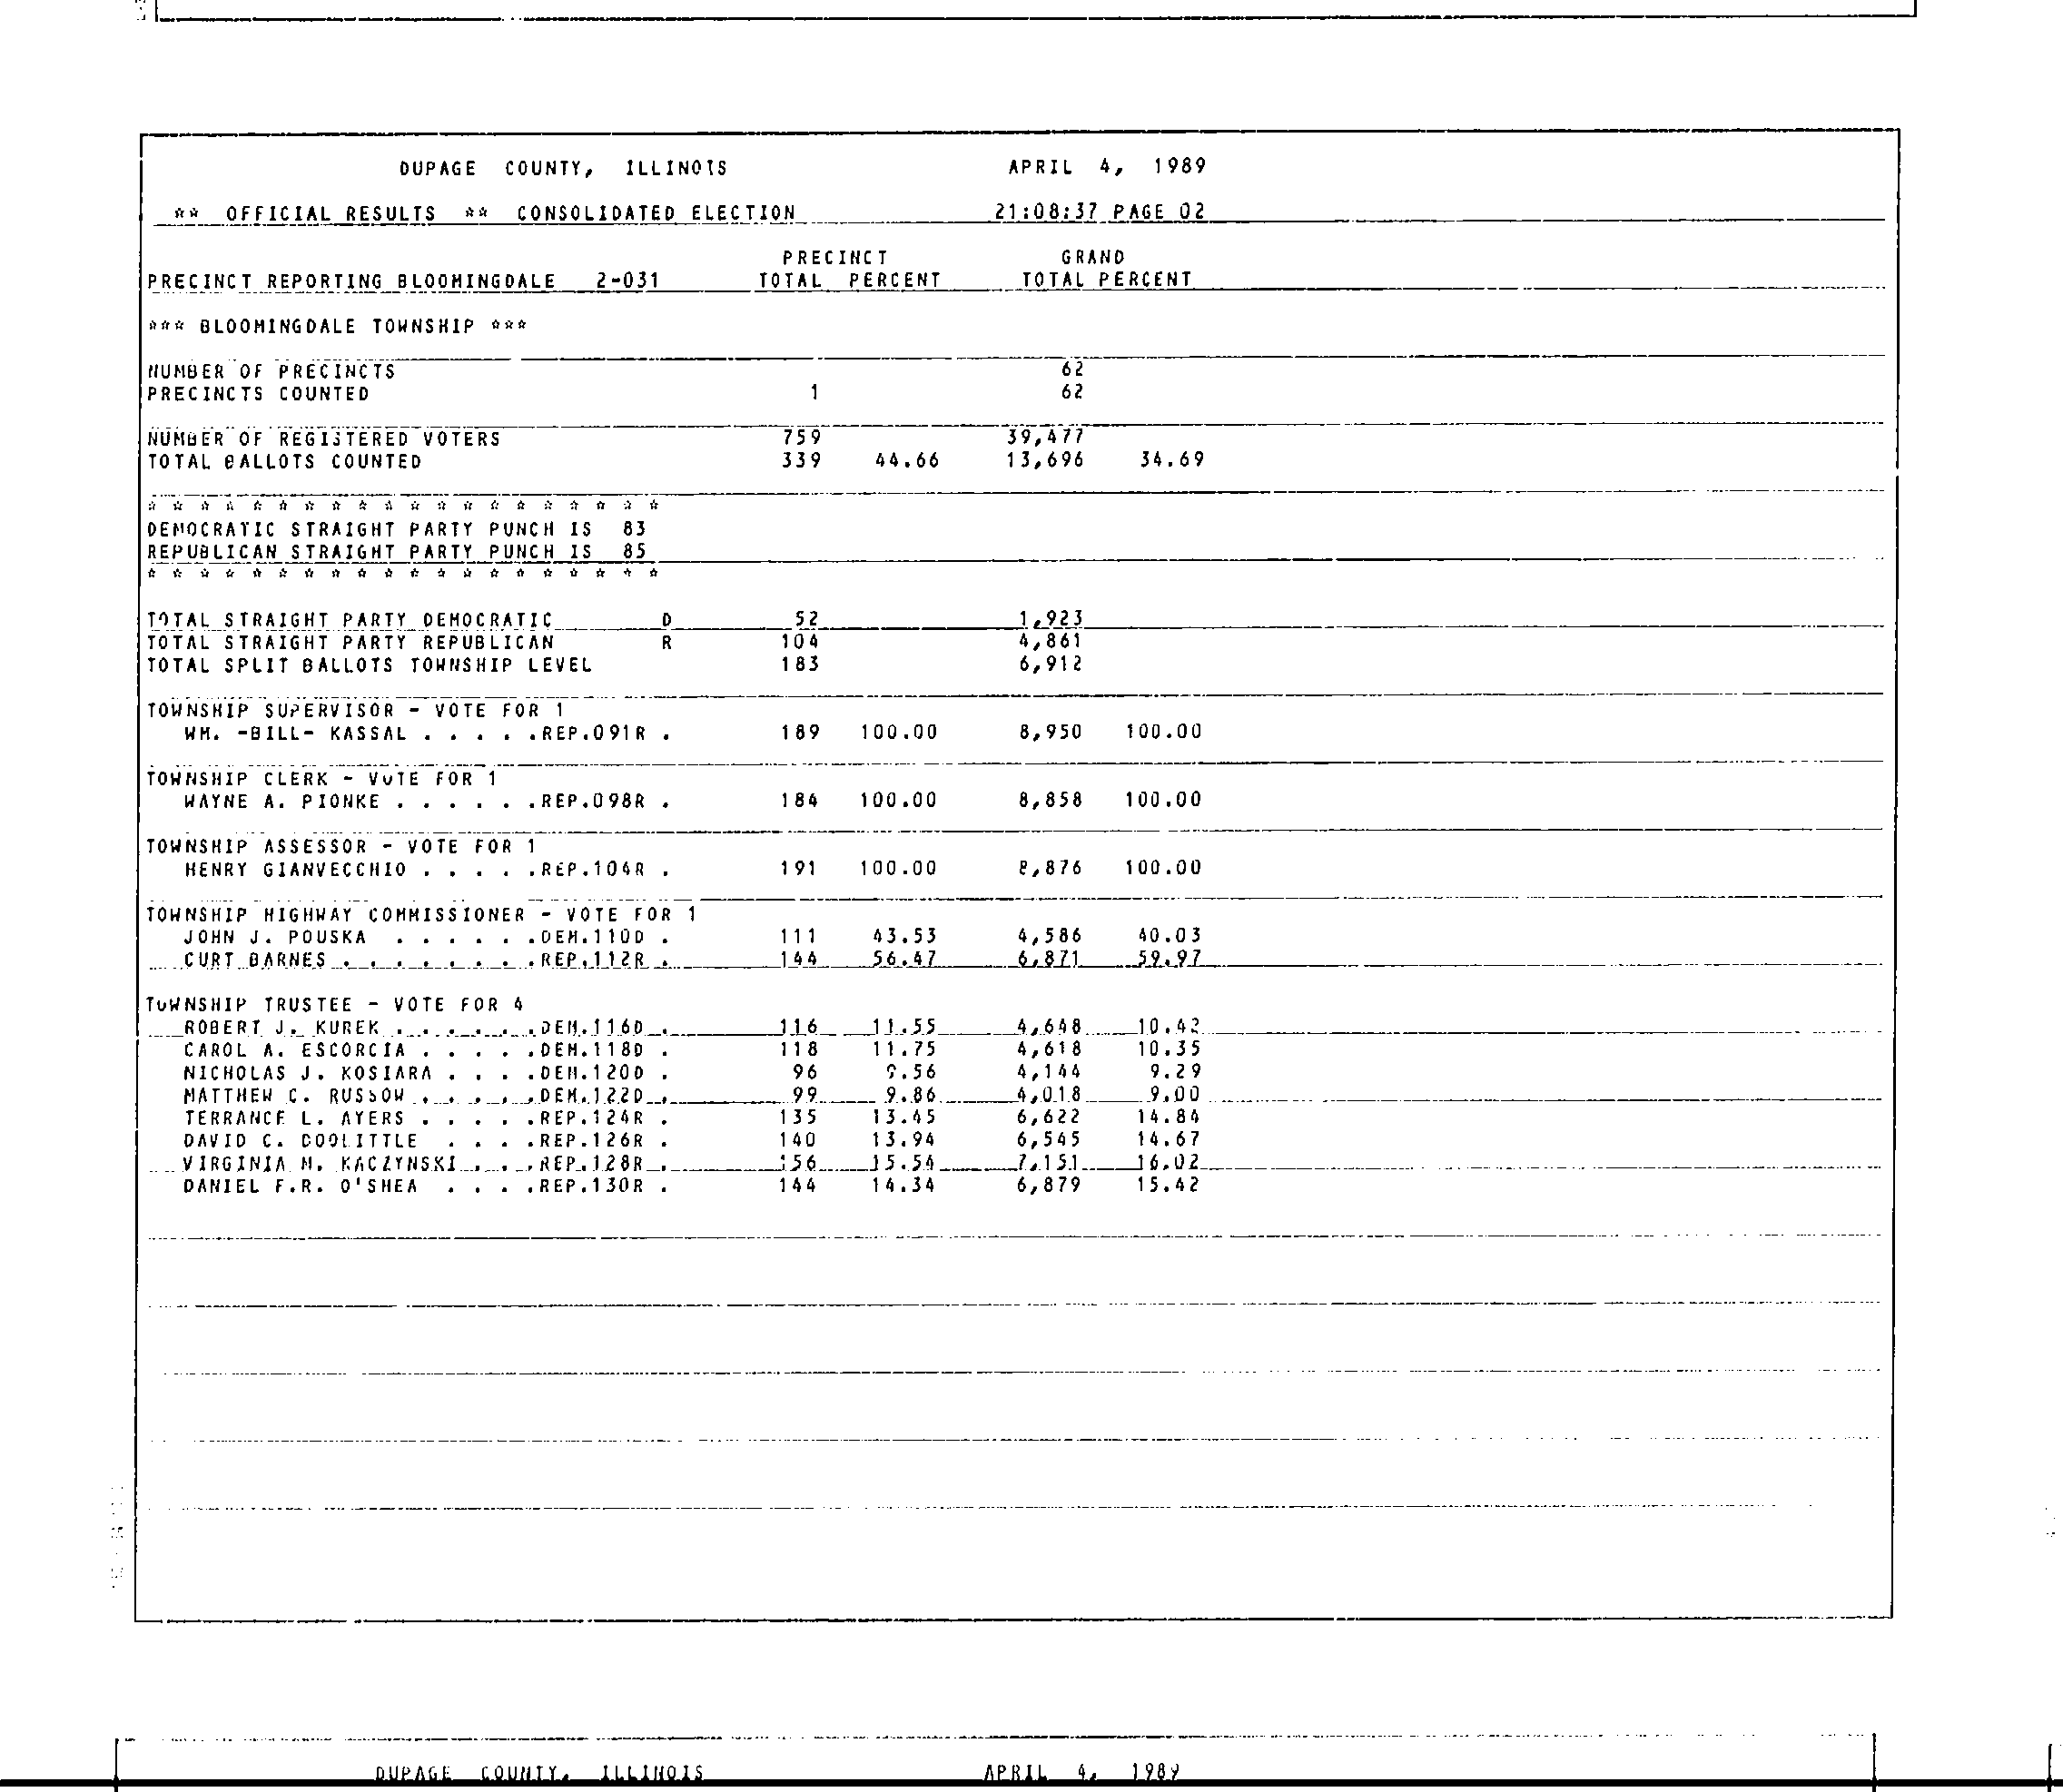 DUPAGE COUNTY, ILLINOIS APRIL 4, 1989
** OFFICIAL RESULTS ** CONSOLIDATED ELECTION 21:08:37 PAGE 02
PRECINCT GRAND
PRECINCT REPORTING BLOOMINGDALE 2-031 TOTAL PERCENT TOTAL PERCENT
*** BLOOMINGDALE TOWNSHIP ***
NUMBER OF PRECINCTS 62
PRECINCTS COUNTED 1 62
NUMBER OF REGISTERED VOTERS 759 39,477
TOTAL BALLOTS COUNTED 339 44.66 13,696 34.69
* * * * * * * * * * * * * * * * * * * *
DEMOCRATIC STRAIGHT PARTY PUNCH IS 83
REPUBLICAN STRAIGHT PARTY PUNCH IS 85
* * * * * * * * * * * * * * * * * * * *
TOTAL STRAIGHT PARTY DEMOCRATIC D 52 1,923
TOTAL STRAIGHT PARTY REPUBLICAN R 104 4,861
TOTAL SPLIT BALLOTS TOWNSHIP LEVEL 183 6,912
TOWNSHIP SUPERVISOR - VOTE FOR 1
WM. -BILL- KASSAL . . . . .REP.091R . 189 100.00 8,950 100.00
TOWNSHIP CLERK - VOTE FOR 1
WAYNE A. PIONKE . . . . . .REP.098R . 184 100.00 8,858 100.00
TOWNSHIP ASSESSOR - VOTE FOR 1
HENRY GIANVECCHIO . . . . .REP.104R . 191 100.00 8,876 100.00
TOWNSHIP HIGHWAY COMMISSIONER - VOTE FOR 1
JOHN J. POUSKA . . . . . .DEM.110D . 111 43.53 4,586 40.03
CURT BARNES . . . . . . . .REP.112R . 144 56.47 6,871 59.97
TOWNSHIP TRUSTEE - VOTE FOR 4
ROBERT J. KUREK . . . . . .DEM.116D . 116 11.55 4,648 10.42
CAROL A. ESCORCIA . . . . .DEM.118D . 118 11.75 4,618 10.35
NICHOLAS J. KOSIARA . . . .DEM.120D . 96 9.56 4,144 9.29
MATTHEW C. RUSSOW . . . . .DEM.122D . 99 9.86 4,018 9.00
TERRANCE L. AYERS . . . . .REP.124R . 135 13.45 6,622 14.84
DAVID C. DOOLITTLE . . . .REP.126R . 140 13.94 6,545 14.67
VIRGINIA M. KACZYNSKI . . .REP.128R . 156 15.54 7,151 16.02
DANIEL F.R. O'SHEA . . . .REP.130R . 144 14.34 6,879 15.42
DUPAGE COUNTY, ILLINOIS APRIL 4, 1989